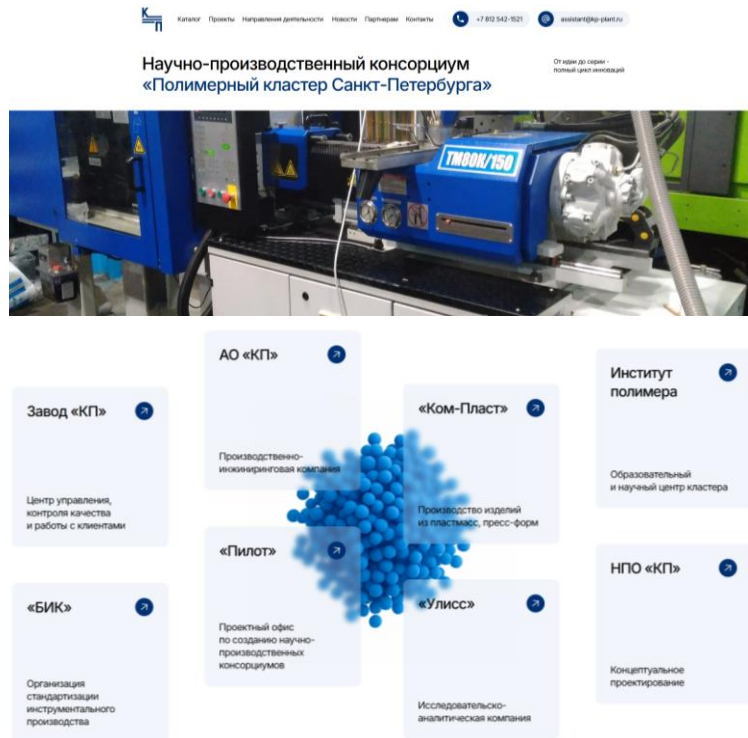 КП
Каталог Проекты Направления деятельности Новости Партнерам Контакты +7 812 542-1521 assistant@kp-plant.ru
Научно-производственный консорциум
«Полимерный кластер Санкт-Петербурга»
От идеи до серии -
полный цикл инноваций
TM80K/150
АО «КП»
Производственно-
инжиниринговая компания
Институт
полимера
Образовательный
и научный центр кластера
Завод «КП»
Центр управления,
контроля качества
и работы с клиентами
«Ком-Пласт»
Производство изделий
из пластмасс, пресс-форм
«Пилот»
Проектный офис
по созданию научно-
производственных
консорциумов
НПО «КП»
Концептуальное
проектирование
«БИК»
Организация
стандартизации
инструментального
производства
«Улисс»
Исследовательско-
аналитическая компания